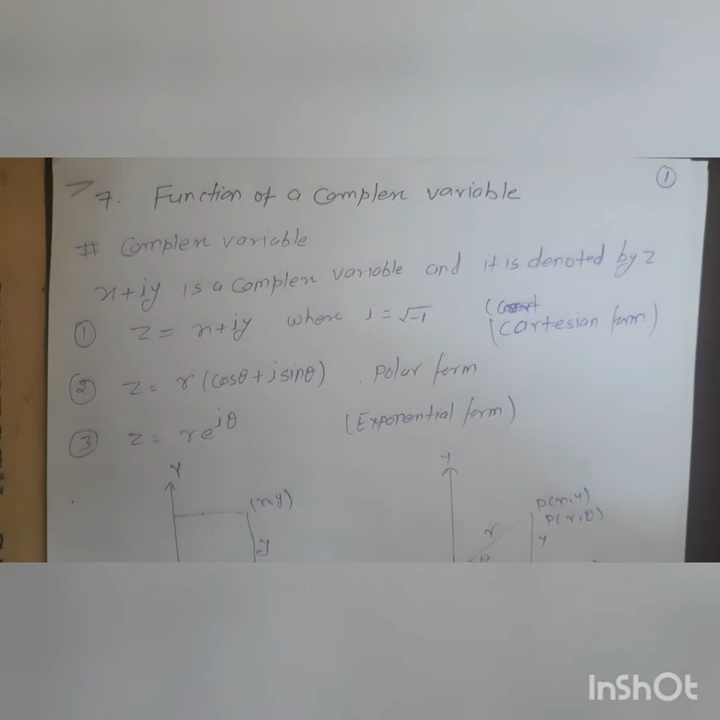 ①
7. Function of a complex variable
# Complex variable
x+iy is a complex variable and it is denoted by z
① z = x+iy where i = √-1 (Cartesian form)
② z = r(cosθ+isinθ) . Polar form
③ z = re^iθ (Exponential form)
Y
(x,y)
y
Y
P(x,y)
P(r,θ)
r
θ
y
InShOt